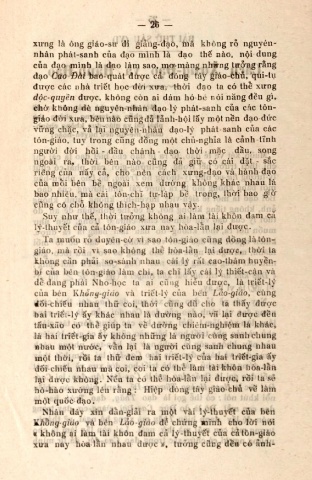 — 26 —
xưng là ông giáo-sư đi giảng-đạo, mà không rõ nguyên-
nhân phát-sanh của đạo mình là đạo thế nào, nội dung
của đạo mình là đạo làm sao, mơ-màng những tưởng rằng
đạo Cao Đài bao quát được cả đông tây giáo-chủ, qui-tụ
được các nhà triết học đời xưa, thời đạo ta có thể xưng
độc-quyền được, không còn ai dám hó hé nói năng đều gì,
chớ không dè nguyên-nhân đạo lý phát-sanh của các tôn-
giáo đời xưa, bên nào cũng đã lảnh-hội lấy một nền đạo đức
vững chắc, vả lại nguyên-nhân đạo-lý phát-sanh của các
tôn-giáo, tuy trong cũng đồng một chủ-nghĩa là cảnh tỉnh
người đời hồi-đầu chánh đạo thời mặc dầu, song
ngoài ra, thời bên nào cũng đã giữ có cái đặt-sắc
riêng của nấy cả, cho nên cách xưng-đạo và hành đạo
của mỗi bên bề ngoài xem dường không khác nhau là
bao nhiêu, mà cái tôn-chỉ tự-lập bề trong, thời bao giờ
cũng có chỗ không thích-hạp nhau vậy.
Suy như thế, thời tưởng không ai làm tài khôn đam cả
lý-thuyết của cả tôn-giáo xưa nay hòa-lẫn lại được.
Ta muốn rõ duyên-cớ vì sao tôn-giáo cũng đồng là tôn-
giáo, mà rồi vì sao không thể hòa-lẫn lại được, thời ta
không cần phải so-sánh nhau cái lý rất cao-thâm huyền-
bí của bên tôn-giáo làm chi, ta chỉ lấy cái lý thiết-cận và
dễ đang phái Nho-học ta ai cũng hiểu được, là triết-lý
của bên Khổng-giáo và triết-lý của bên Lão-giáo, cùng
đối-chiếu nhau thử coi, thời cũng đủ cho ta thấy được
hai triết-lý ấy khác nhau là dường nào, vả lại được đều
tấu-xảo có thể giúp ta về đường chiêm-nghiệm là khác,
là hai triết-gia ấy không những là người cùng sanh chung
nhau một nước, vẫn lại là người cùng sanh chung nhau
một thời, rồi ta thử đem hai triết-lý của hai triết-gia ấy
đối chiếu nhau mà coi, coi ta có thể làm tài khôn hòa-lẫn
lại được không. Nếu ta có thể hòa-lẫn lại được, rồi ta sẽ
hô-hào xướng lên rằng : Hiệp đông tây giáo chủ về làm
một quốc đạo.
Nhân đây xin dẫn-giải ra một vài lý-thuyết của bên
Khổng-giáo và bên Lão-giáo để chứng minh cho lời nói
« không ai làm tài khôn đam cả lý-thuyết của cả tôn-giáo
xưa nay hòa lẫn nhau được », tưởng cũng đều có ảnh-